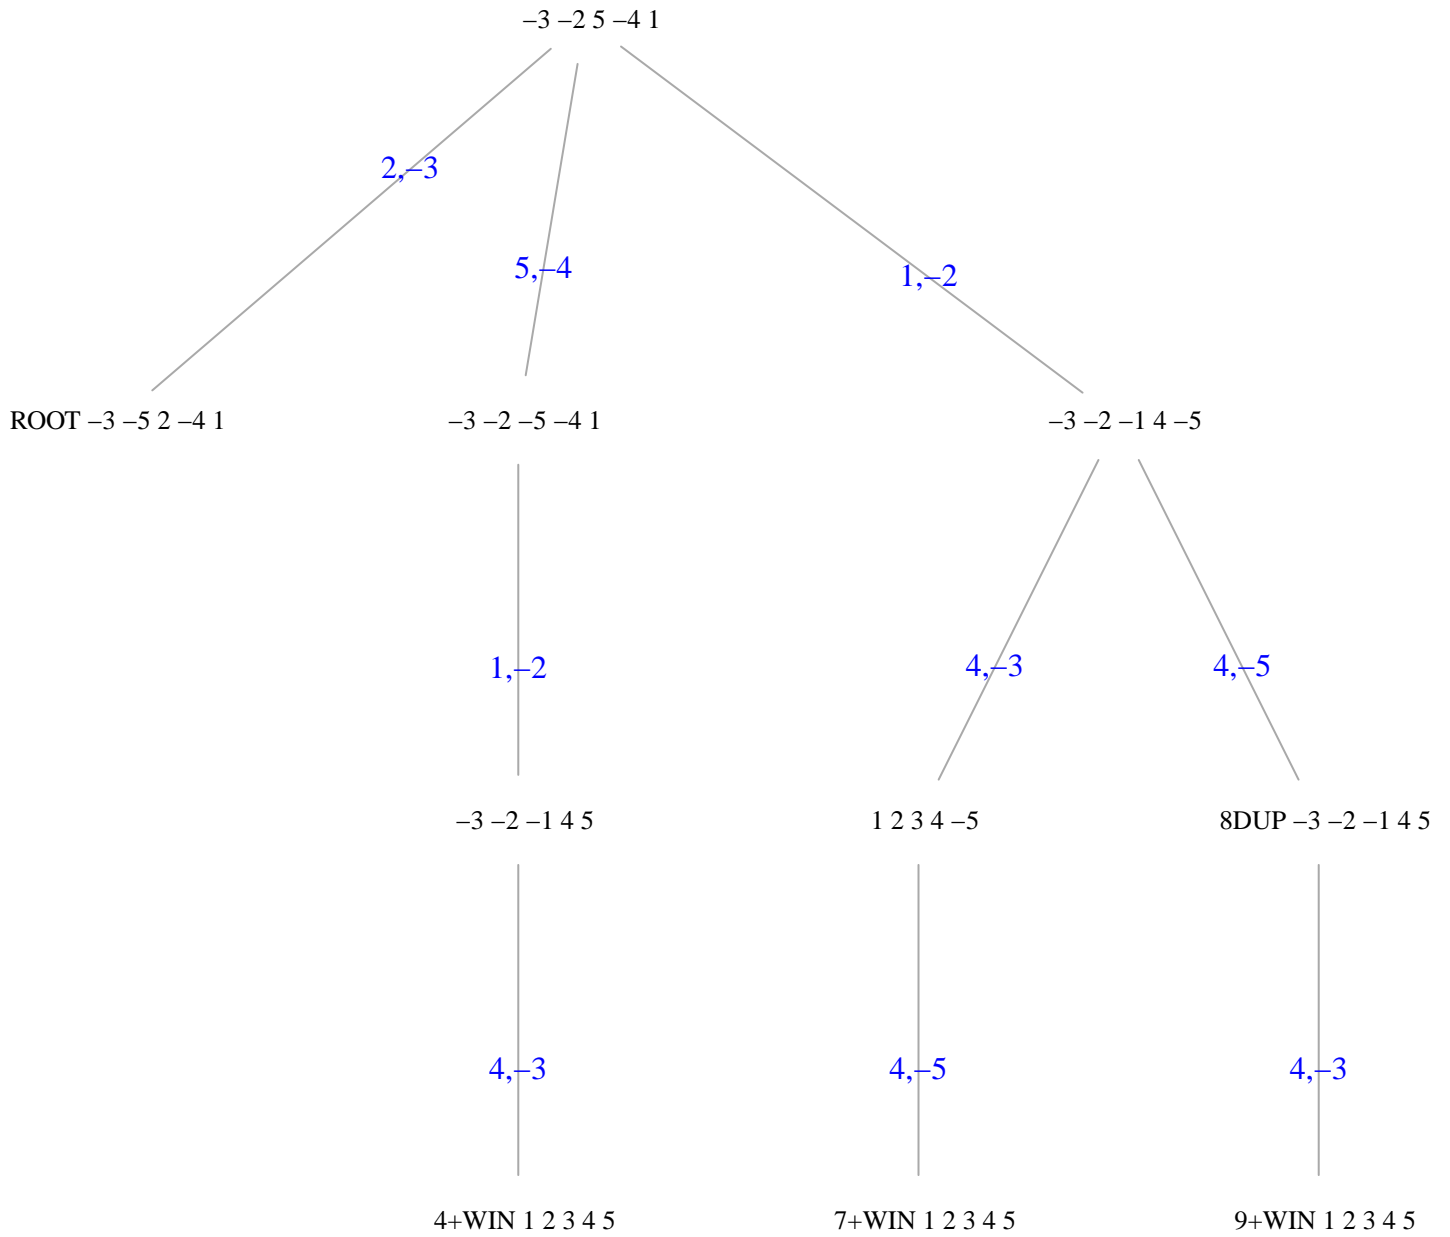 –3 –2 5 –4 1
2,–3
5,–4
1,–2
ROOT –3 –5 2 –4 1
–3 –2 –5 –4 1
–3 –2 –1 4 –5
1,–2
4,–3
4,–5
–3 –2 –1 4 5
1 2 3 4 –5
8DUP –3 –2 –1 4 5
4,–3
4,–5
4,–3
4+WIN 1 2 3 4 5
7+WIN 1 2 3 4 5
9+WIN 1 2 3 4 5